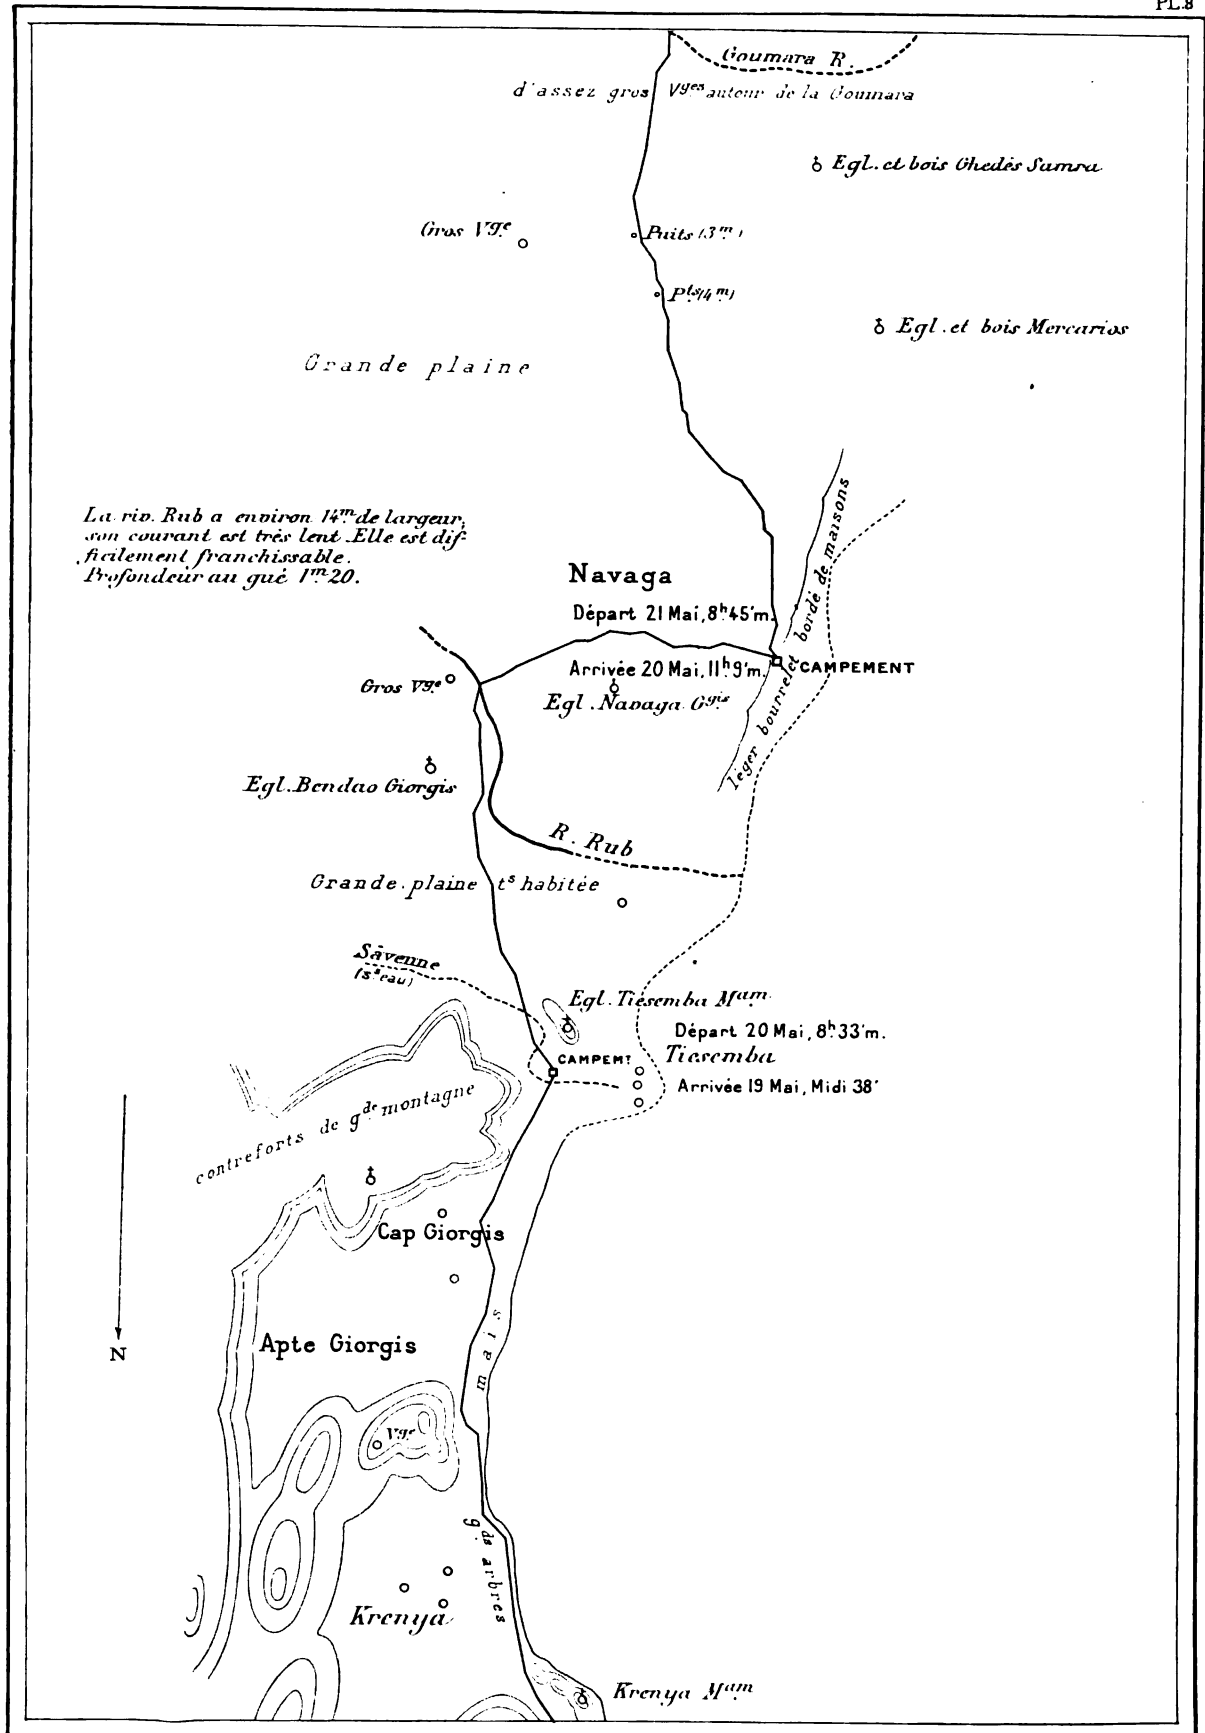 PL.8
Goumara R.
d'assez gros Vges autour de la Goumara
Egl. et bois Ghedés Samra
Gros Vge
Puits (3m)
Pts (4m)
Egl. et bois Mercarios
Grande plaine
La riv. Rub a environ 14m de largeur,
son courant est très lent. Elle est dif-
ficilement franchissable.
Profondeur au gué 1m20.
léger bourrelet bordé de maisons
Navaga
Départ 21 Mai, 8h45'm.
Arrivée 20 Mai, 11h9'm.
CAMPEMENT
Gros Vge
Egl. Navaga Ggis
Egl. Bendao Giorgis
R. Rub
Grande plaine ts habitée
Sâvenne
(Ss eau)
Egl. Tiesemba Mam
Départ 20 Mai, 8h33'm.
CAMPEMt
Tiesemba
Arrivée 19 Mai, Midi 38'
contreforts de gde montagne
Cap Giorgis
mais
Apte Giorgis
N
Vge
gds arbres
Krenya
Krenya Mam